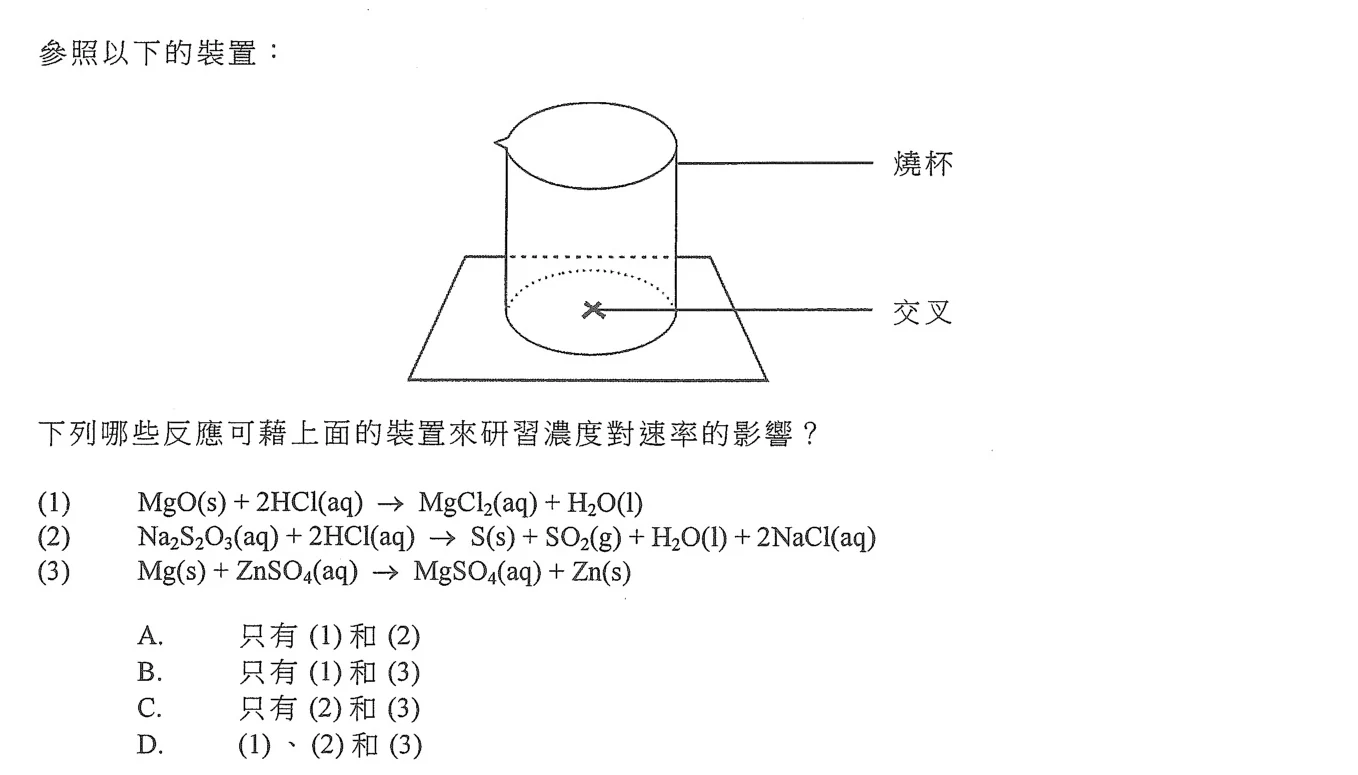 參照以下的裝置：
燒杯
交叉
下列哪些反應可藉上面的裝置來研習濃度對速率的影響？
(1) MgO(s) + 2HCl(aq) → MgCl₂(aq) + H₂O(l)
(2) Na₂S₂O₃(aq) + 2HCl(aq) → S(s) + SO₂(g) + H₂O(l) + 2NaCl(aq)
(3) Mg(s) + ZnSO₄(aq) → MgSO₄(aq) + Zn(s)
A. 只有 (1) 和 (2)
B. 只有 (1) 和 (3)
C. 只有 (2) 和 (3)
D. (1)、(2) 和 (3)